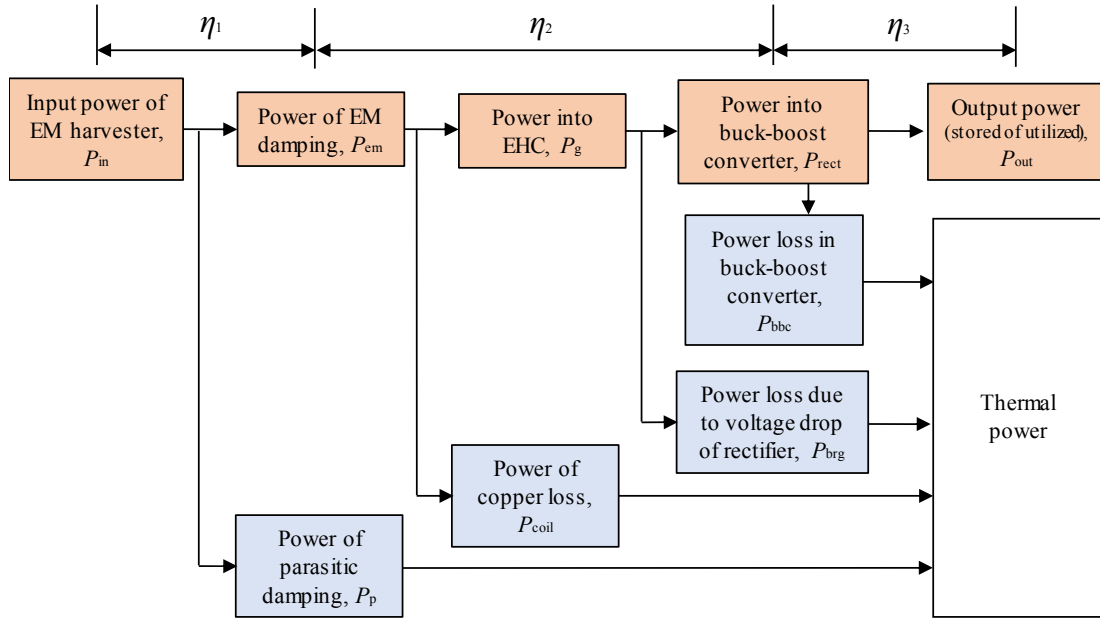 η1
η2
η3
Input power of
EM harvester,
Pin
Power of EM
damping, Pem
Power into
EHC, Pg
Power into
buck-boost
converter, Prect
Output power
(stored of utilized),
Pout
Power loss in
buck-boost
converter,
Pbbc
Power loss due
to voltage drop
of rectifier, Pbrg
Thermal
power
Power of
copper loss,
Pcoil
Power of
parasitic
damping, Pp